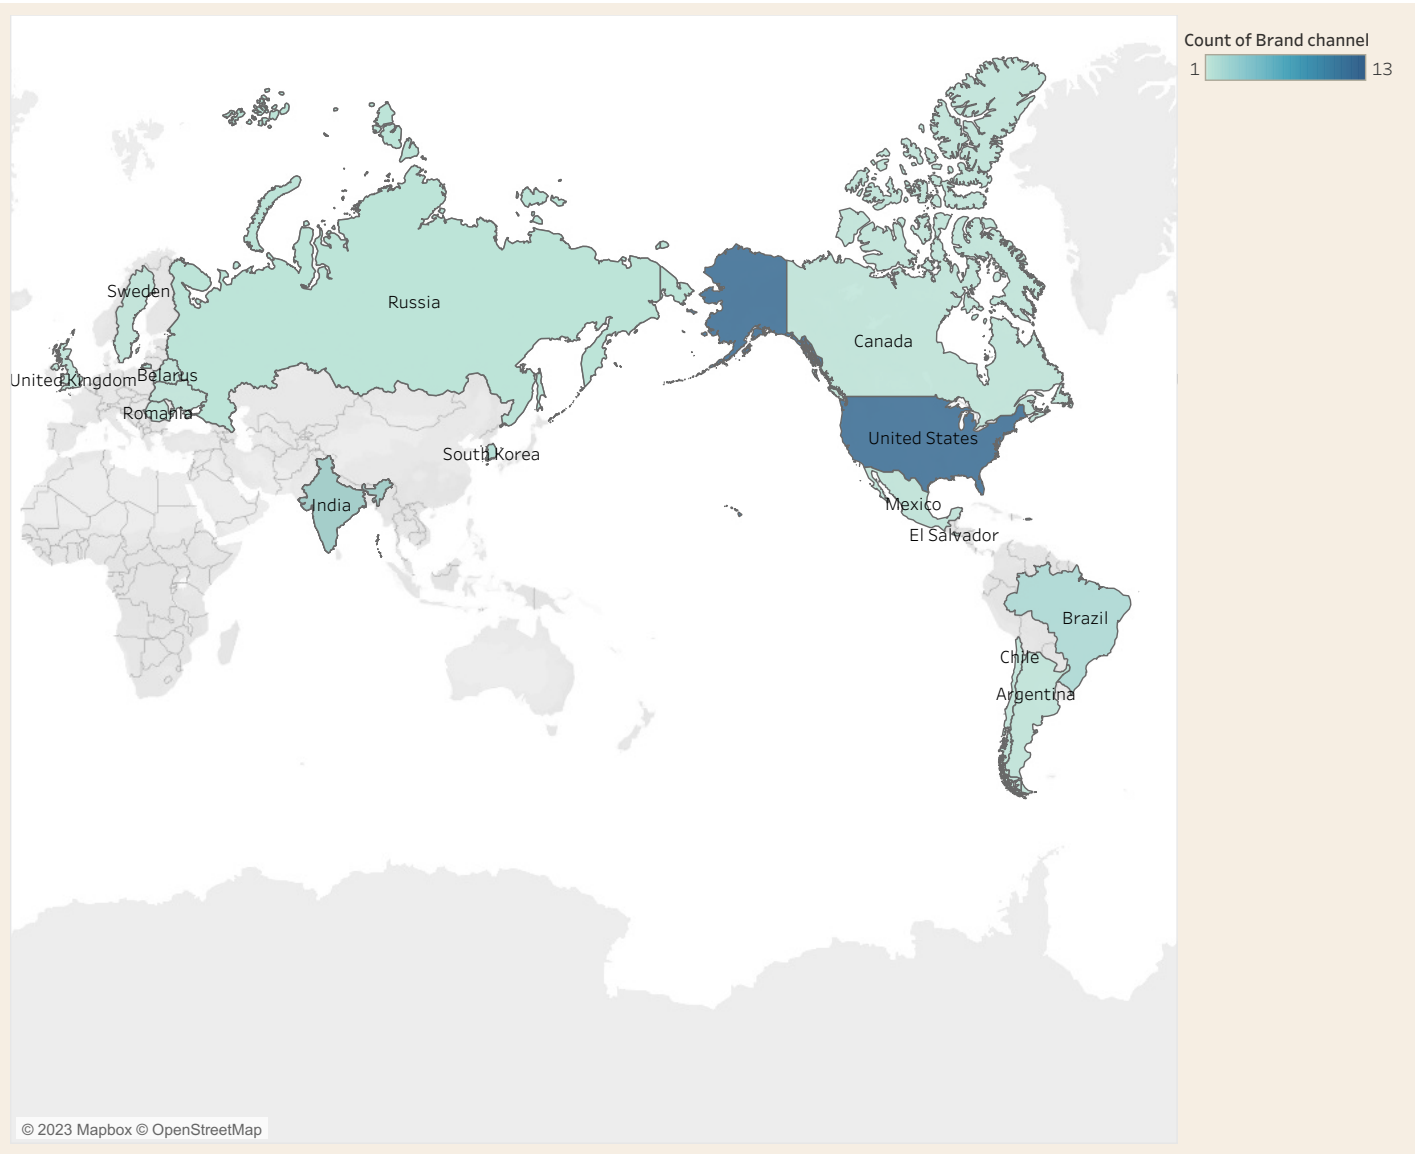 Count of Brand channel
1
13
Sweden
Russia
Canada
United Kingdom
Belarus
Romania
United States
South Korea
India
Mexico
El Salvador
Brazil
Chile
Argentina
© 2023 Mapbox © OpenStreetMap